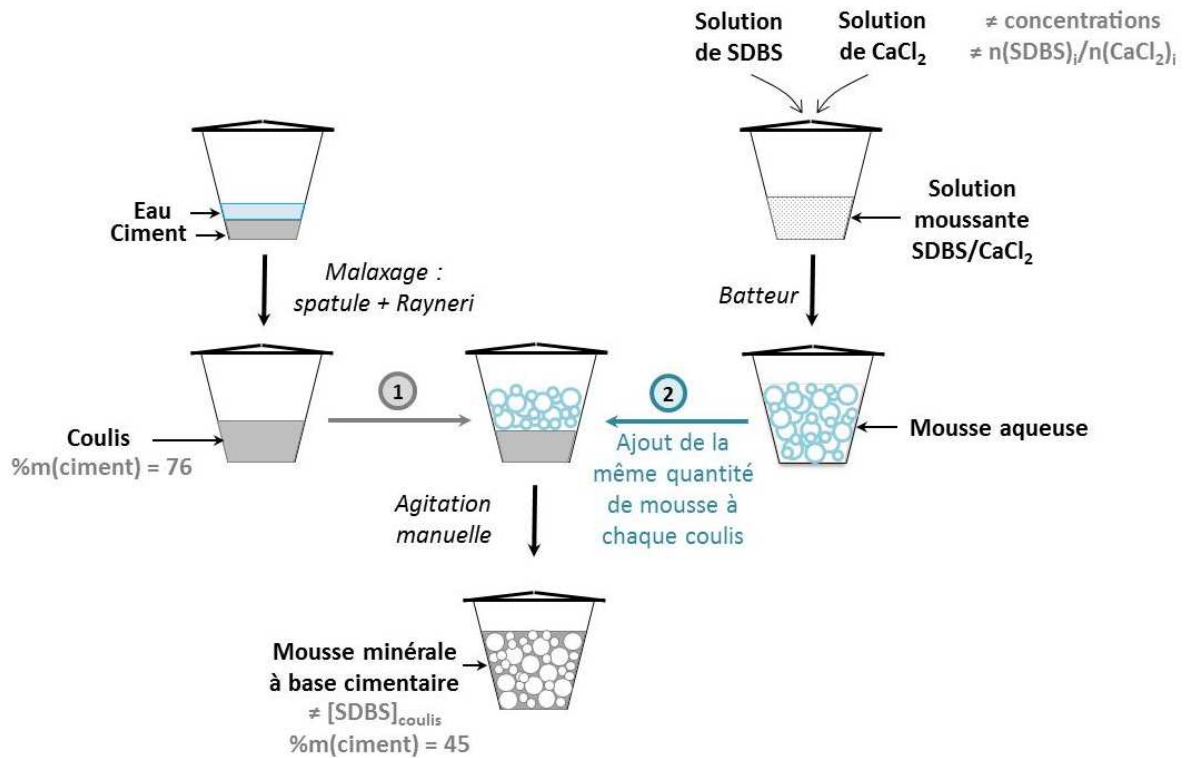 Solution
de SDBS
Solution
de CaCl₂
≠ concentrations
≠ n(SDBS)ᵢ/n(CaCl₂)ᵢ
Eau
Ciment
Solution
moussante
SDBS/CaCl₂
Malaxage :
spatule + Rayneri
Batteur
1
2
Coulis
%m(ciment) = 76
Ajout de la
même quantité
de mousse à
chaque coulis
Mousse aqueuse
Agitation
manuelle
Mousse minérale
à base cimentaire
≠ [SDBS]coulis
%m(ciment) = 45